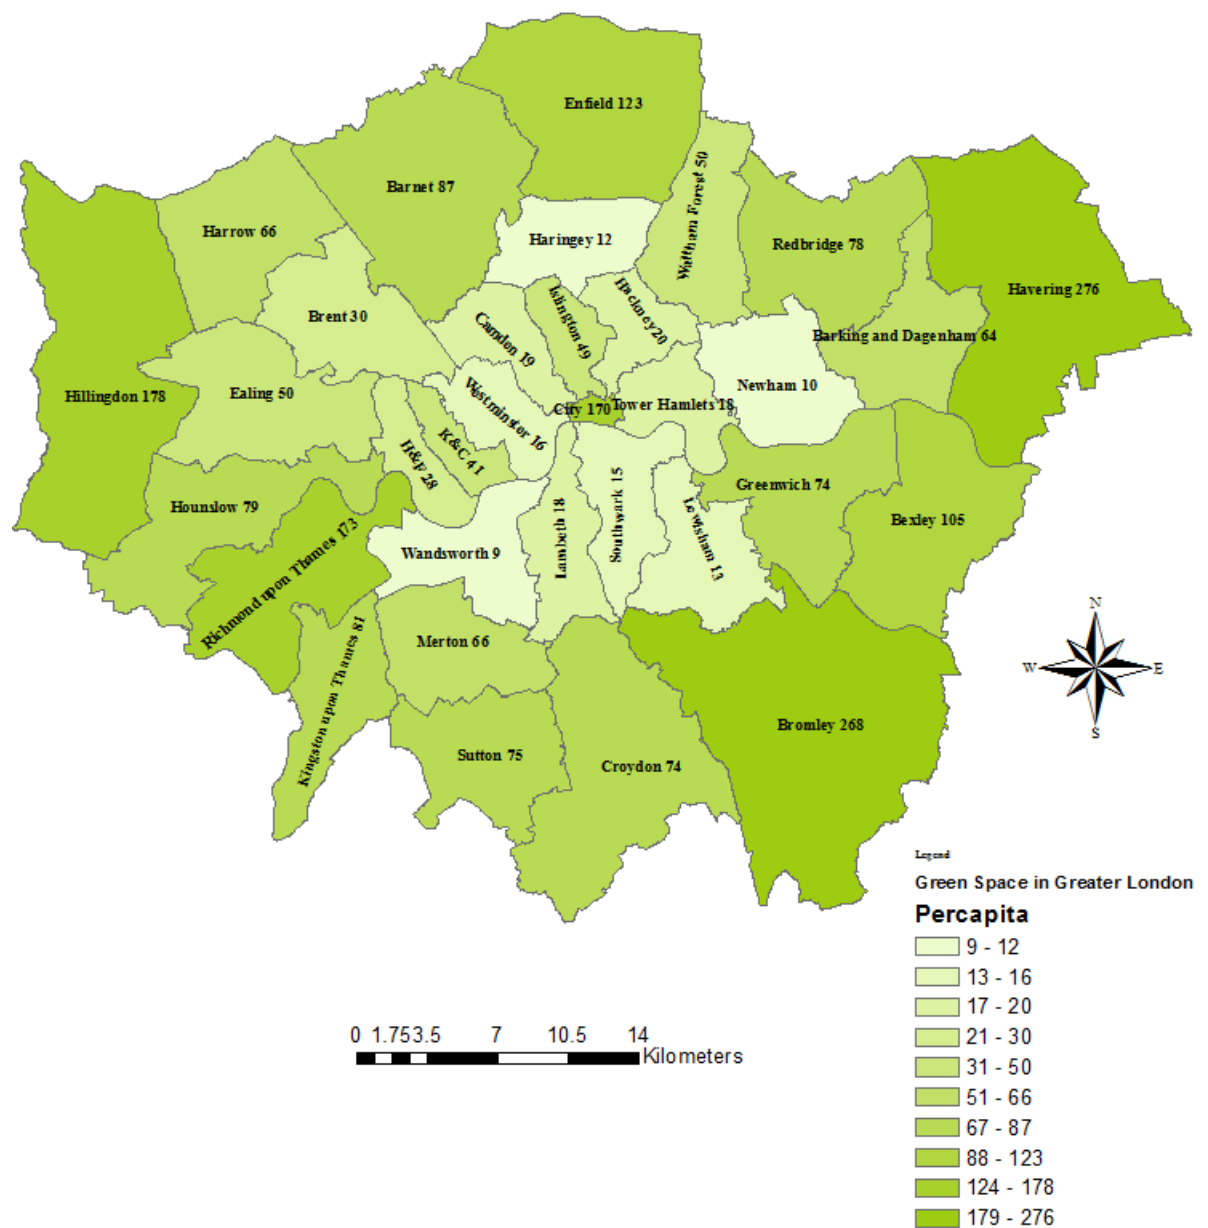 Enfield 123
Barnet 87
Waltham Forest 50
Harrow 66
Haringey 12
Redbridge 78
Havering 276
Brent 30
Camdon 19
Islington 49
Hackney 20
Barking and Dagenham 64
Hillingdon 178
Ealing 50
Westminster 16
City 170
Tower Hamlets 18
Newham 10
H&F 28
K&C 41
Hounslow 79
Greenwich 74
Bexley 105
Richmond upon Thames 173
Wandsworth 9
Lambeth 18
Southwark 15
Lewisham 13
Kingston upon Thames 81
Merton 66
Sutton 75
Croydon 74
Bromley 268
N
W
E
S
Legend
Green Space in Greater London
Percapita
9 - 12
13 - 16
17 - 20
21 - 30
31 - 50
51 - 66
67 - 87
88 - 123
124 - 178
179 - 276
0 1.75 3.5 7 10.5 14
Kilometers